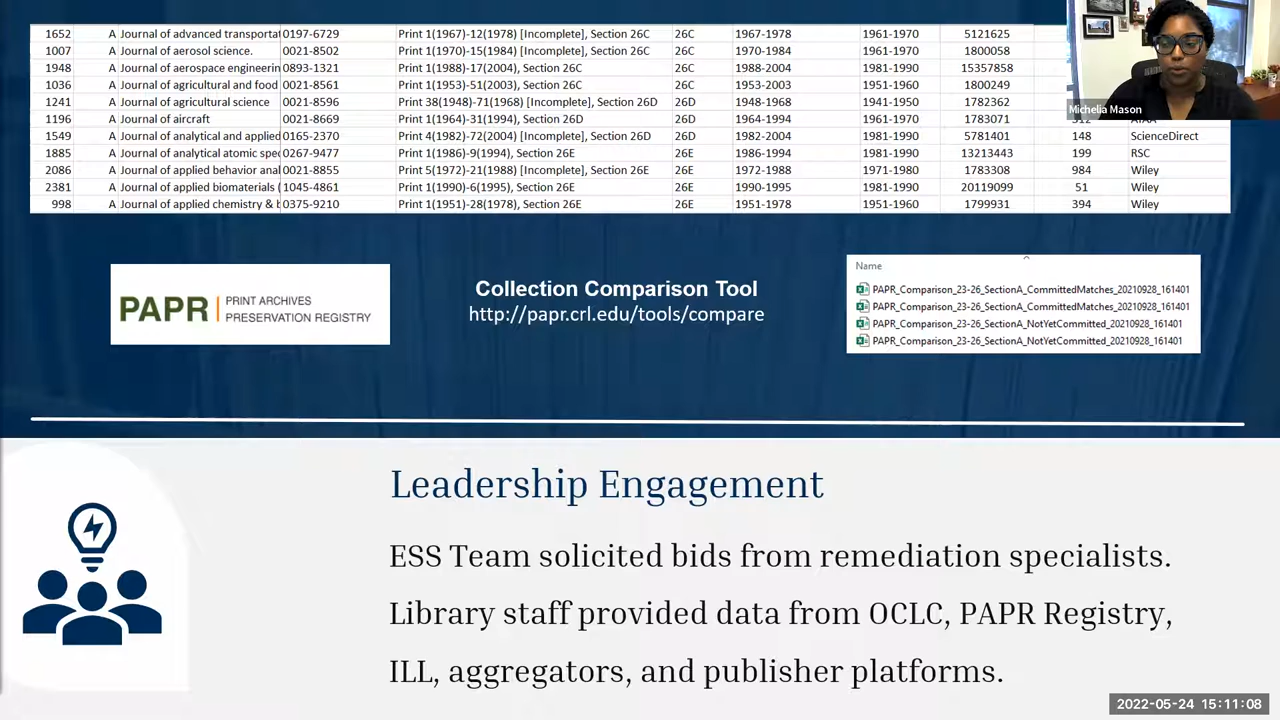 1652 A Journal of advanced transportat 0197-6729 Print 1(1967)-12(1978) [Incomplete], Section 26C 26C 1967-1978 1961-1970 5121625
1007 A Journal of aerosol science. 0021-8502 Print 1(1970)-15(1984) [Incomplete], Section 26C 26C 1970-1984 1961-1970 1800058
1948 A Journal of aerospace engineerin 0893-1321 Print 1(1988)-17(2004), Section 26C 26C 1988-2004 1981-1990 15357858
1036 A Journal of agricultural and food 0021-8561 Print 1(1953)-51(2003), Section 26C 26C 1953-2003 1951-1960 1800249
1241 A Journal of agricultural science 0021-8596 Print 38(1948)-71(1968) [Incomplete], Section 26D 26D 1948-1968 1941-1950 1782362
Michelia Mason
1196 A Journal of aircraft 0021-8669 Print 1(1964)-31(1994), Section 26D 26D 1964-1994 1961-1970 1783071
1549 A Journal of analytical and applied 0165-2370 Print 4(1982)-72(2004) [Incomplete], Section 26D 26D 1982-2004 1981-1990 5781401 148 ScienceDirect
1885 A Journal of analytical atomic spec 0267-9477 Print 1(1986)-9(1994), Section 26E 26E 1986-1994 1981-1990 13213443 199 RSC
2086 A Journal of applied behavior anal 0021-8855 Print 5(1972)-21(1988) [Incomplete], Section 26E 26E 1972-1988 1971-1980 1783308 984 Wiley
2381 A Journal of applied biomaterials ( 1045-4861 Print 1(1990)-6(1995), Section 26E 26E 1990-1995 1981-1990 20119099 51 Wiley
998 A Journal of applied chemistry & b 0375-9210 Print 1(1951)-28(1978), Section 26E 26E 1951-1978 1951-1960 1799931 394 Wiley
PAPR | PRINT ARCHIVES
PRESERVATION REGISTRY
Collection Comparison Tool
http://papr.crl.edu/tools/compare
Name
PAPR_Comparison_23-26_SectionA_CommittedMatches_20210928_161401
PAPR_Comparison_23-26_SectionA_CommittedMatches_20210928_161401
PAPR_Comparison_23-26_SectionA_NotYetCommitted_20210928_161401
PAPR_Comparison_23-26_SectionA_NotYetCommitted_20210928_161401
Leadership Engagement
ESS Team solicited bids from remediation specialists.
Library staff provided data from OCLC, PAPR Registry,
ILL, aggregators, and publisher platforms.
2022-05-24 15:11:08